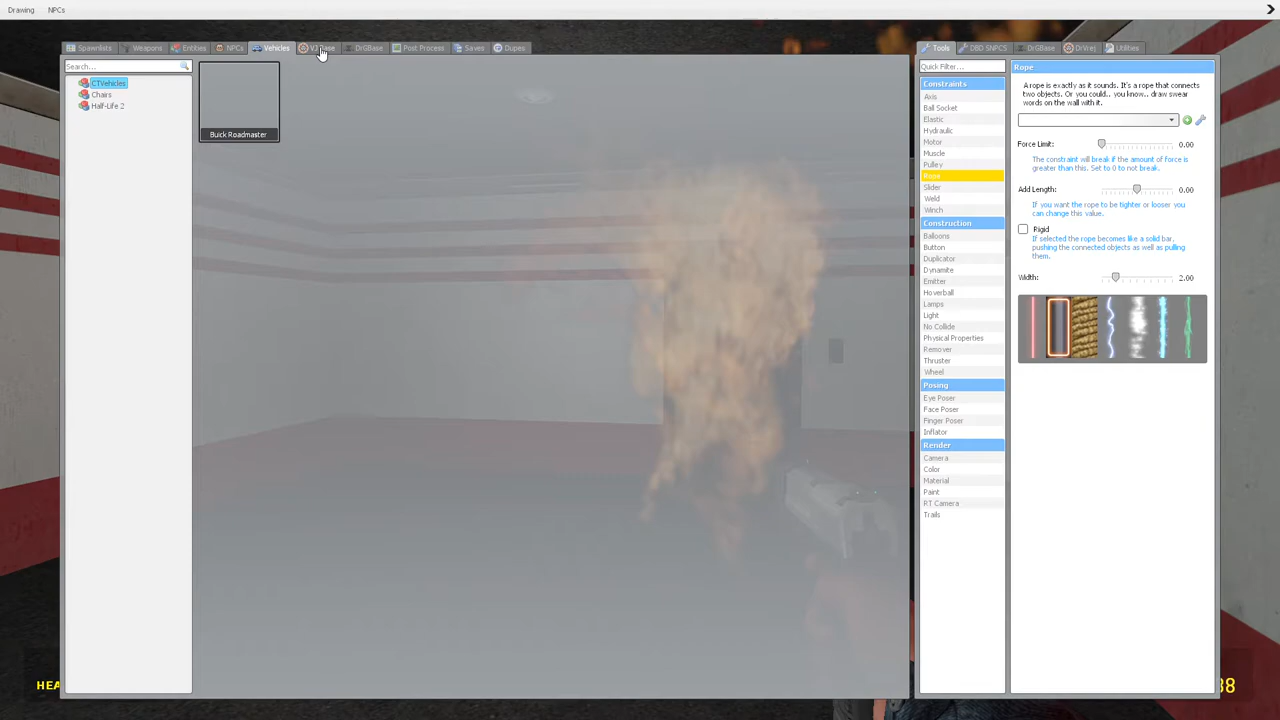 Drawing NPCs
Spawnlists Weapons Entities NPCs Vehicles VJ Base DrGBase Post Process Saves Dupes
Search...
CTVehicles
Chairs
Half-Life 2
Buick Roadmaster
Tools DBD SNPCS DrGBase DrVrej Utilities
Quick Filter...
Constraints
Axis
Ball Socket
Elastic
Hydraulic
Motor
Muscle
Pulley
Rope
Slider
Weld
Winch
Construction
Balloons
Button
Duplicator
Dynamite
Emitter
Hoverball
Lamps
Light
No Collide
Physical Properties
Remover
Thruster
Wheel
Posing
Eye Poser
Face Poser
Finger Poser
Inflator
Render
Camera
Color
Material
Paint
RT Camera
Trails
Rope
A rope is exactly as it sounds. It's a rope that connects
two objects. Or you could.. you know.. draw swear
words on the wall with it.
Force Limit: 0.00
The constraint will break if the amount of force is
greater than this. Set to 0 to not break.
Add Length: 0.00
If you want the rope to be tighter or looser you
can change this value.
Rigid
If selected the rope becomes like a solid bar,
pushing the connected objects as well as pulling
them.
Width: 2.00
HEA
38